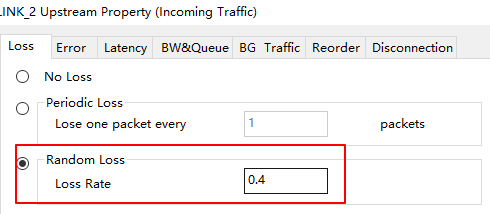 LINK_2 Upstream Property (Incoming Traffic)
Loss Error Latency BW&Queue BG Traffic Reorder Disconnection
No Loss
Periodic Loss
Lose one packet every 1 packets
Random Loss
Loss Rate 0.4